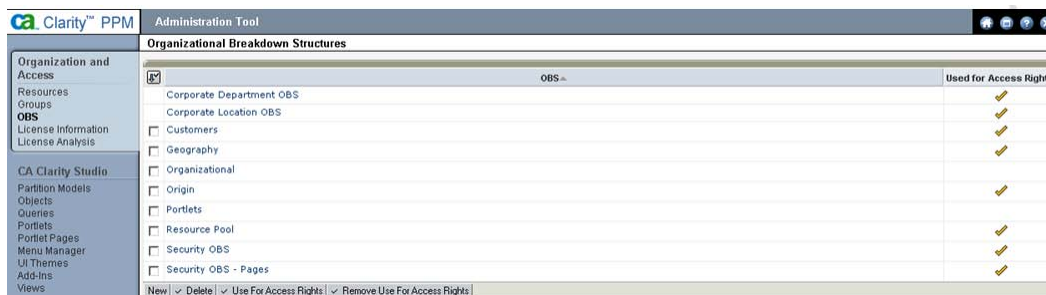 ca Clarity™ PPM
Administration Tool
Organizational Breakdown Structures
Organization and
Access
Resources
Groups
OBS
License Information
License Analysis
CA Clarity Studio
Partition Models
Objects
Queries
Portlets
Portlet Pages
Menu Manager
UI Themes
Add-Ins
Views
OBS
Used for Access Right
Corporate Department OBS
Corporate Location OBS
Customers
Geography
Organizational
Origin
Portlets
Resource Pool
Security OBS
Security OBS - Pages
New Delete Use For Access Rights Remove Use For Access Rights